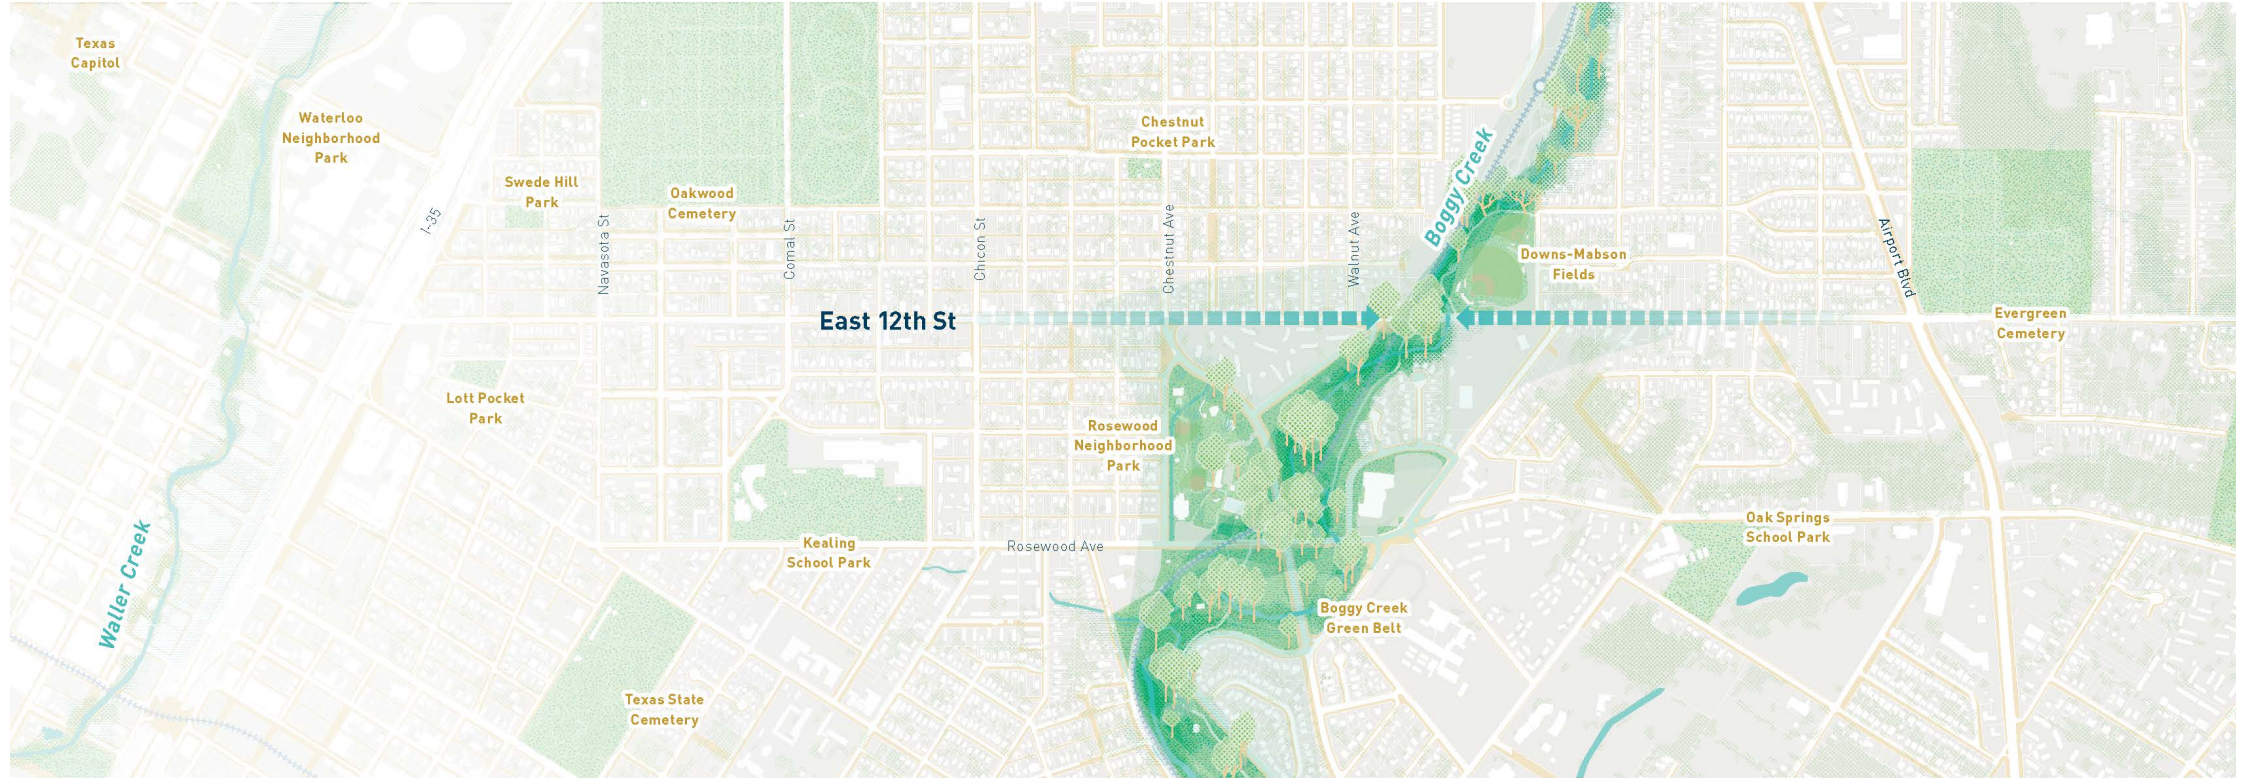 Texas
Capitol
Waterloo
Neighborhood
Park
I-35
Swede Hill
Park
Navasota St
Oakwood
Cemetery
Comal St
Chicon St
Chestnut
Pocket Park
Chestnut Ave
Walnut Ave
Boggy Creek
Downs-Mabson
Fields
Airport Blvd
Evergreen
Cemetery
East 12th St
Lott Pocket
Park
Rosewood
Neighborhood
Park
Waller Creek
Kealing
School Park
Rosewood Ave
Oak Springs
School Park
Boggy Creek
Green Belt
Texas State
Cemetery